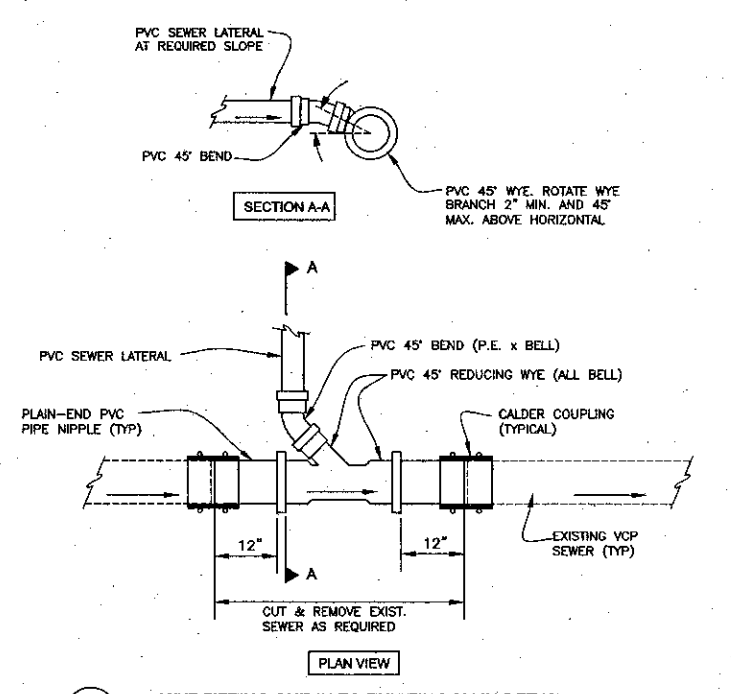 PVC SEWER LATERAL
AT REQUIRED SLOPE
PVC 45° BEND
PVC 45° WYE. ROTATE WYE
BRANCH 2" MIN. AND 45°
MAX. ABOVE HORIZONTAL
SECTION A-A
A
PVC SEWER LATERAL
PVC 45° BEND (P.E. x BELL)
PVC 45° REDUCING WYE (ALL BELL)
PLAIN-END PVC
PIPE NIPPLE (TYP)
CALDER COUPLING
(TYPICAL)
12"
12"
EXISTING VCP
SEWER (TYP)
A
CUT & REMOVE EXIST.
SEWER AS REQUIRED
PLAN VIEW